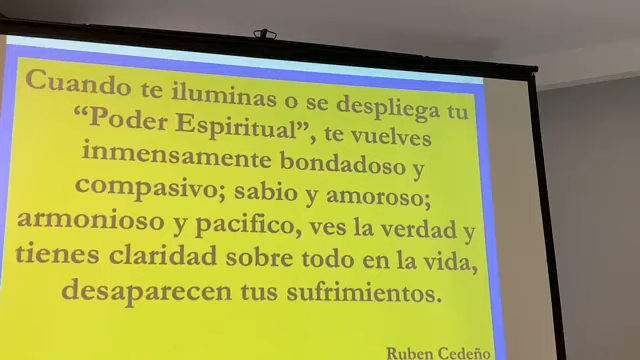 Cuando te iluminas o se despliega tu
“Poder Espiritual”, te vuelves
inmensamente bondadoso y
compasivo; sabio y amoroso;
armonioso y pacifico, ves la verdad y
tienes claridad sobre todo en la vida,
desaparecen tus sufrimientos.
Ruben Cedeño